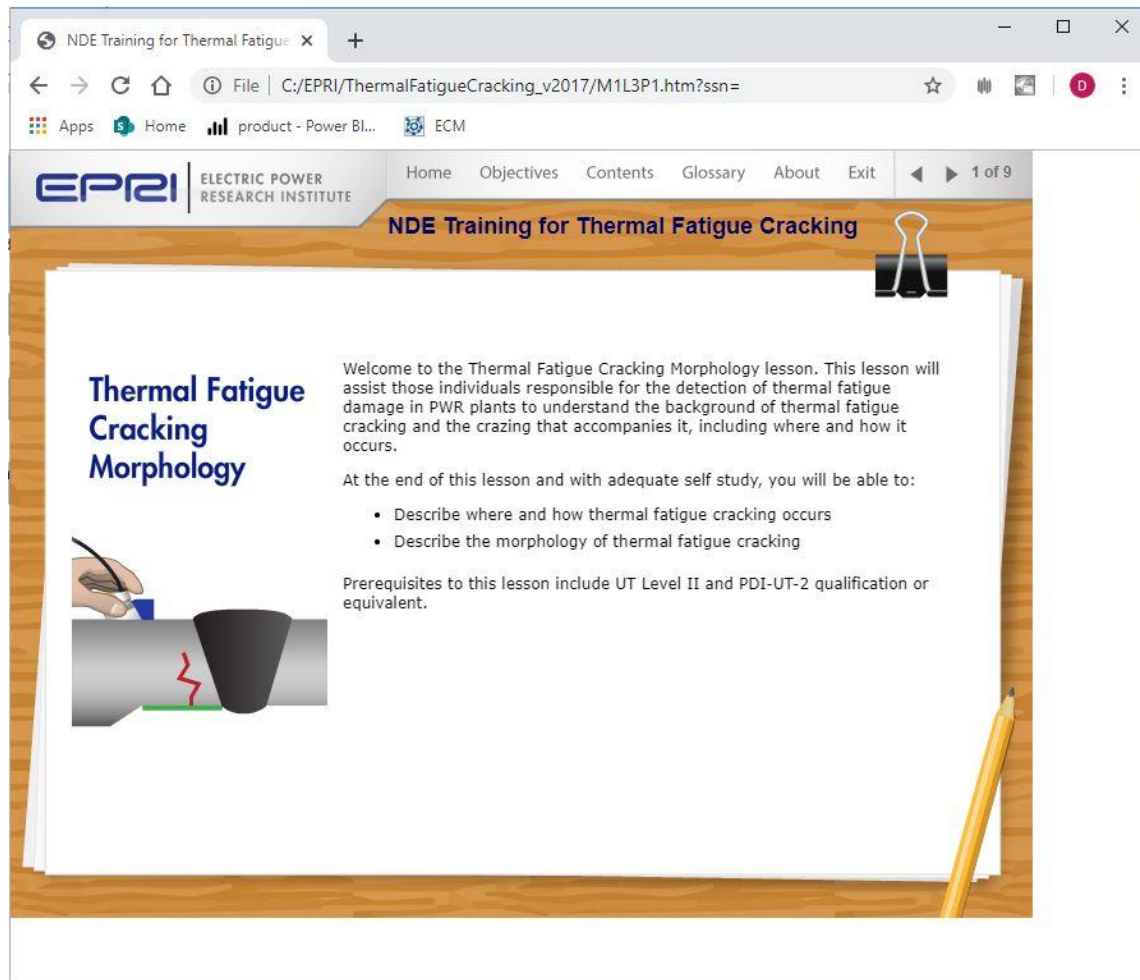 NDE Training for Thermal Fatigue
File | C:/EPRI/ThermalFatigueCracking_v2017/M1L3P1.htm?ssn=
D
Apps Home product - Power BI... ECM
EPRI | ELECTRIC POWER
RESEARCH INSTITUTE
Home Objectives Contents Glossary About Exit 1 of 9
NDE Training for Thermal Fatigue Cracking
Thermal Fatigue
Cracking
Morphology
Welcome to the Thermal Fatigue Cracking Morphology lesson. This lesson will
assist those individuals responsible for the detection of thermal fatigue
damage in PWR plants to understand the background of thermal fatigue
cracking and the crazing that accompanies it, including where and how it
occurs.
At the end of this lesson and with adequate self study, you will be able to:
• Describe where and how thermal fatigue cracking occurs
• Describe the morphology of thermal fatigue cracking
Prerequisites to this lesson include UT Level II and PDI-UT-2 qualification or
equivalent.